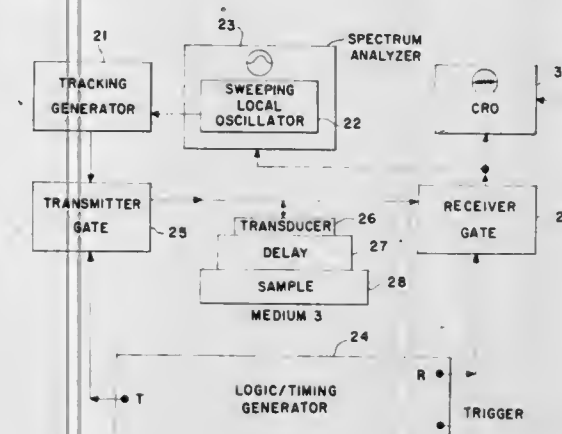 21
23
SPECTRUM
ANALYZER
TRACKING
GENERATOR
SWEEPING
LOCAL
OSCILLATOR
22
3
CRO
TRANSMITTER
GATE
25
TRANSDUCER
26
DELAY
27
SAMPLE
28
MEDIUM 3
RECEIVER
GATE
2
24
LOGIC/TIMING
GENERATOR
T
R
TRIGGER